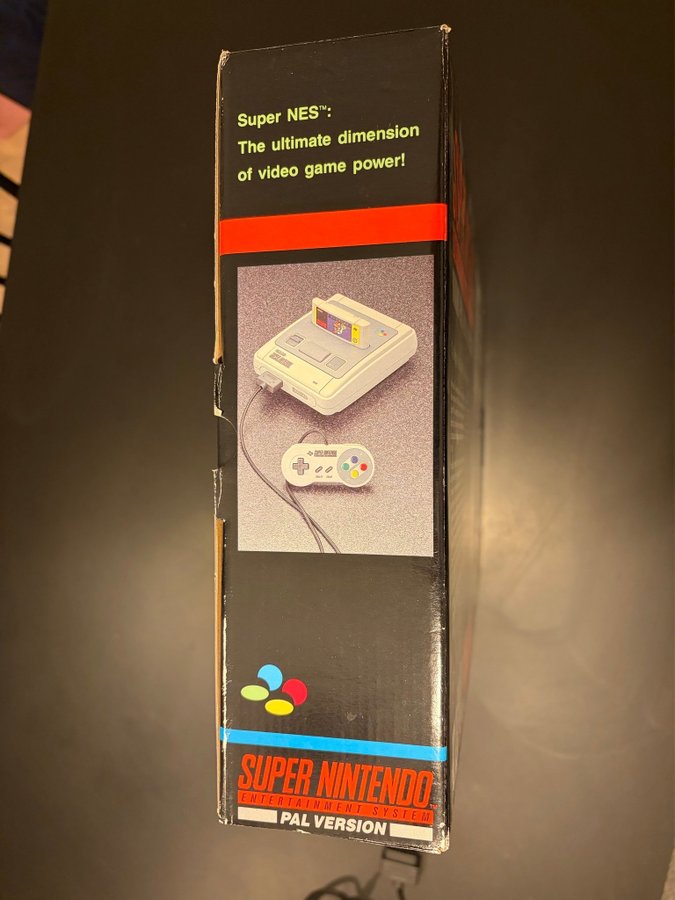 Super NES™:
The ultimate dimension
of video game power!
SUPER NINTENDO
ENTERTAINMENT SYSTEM
PAL VERSION